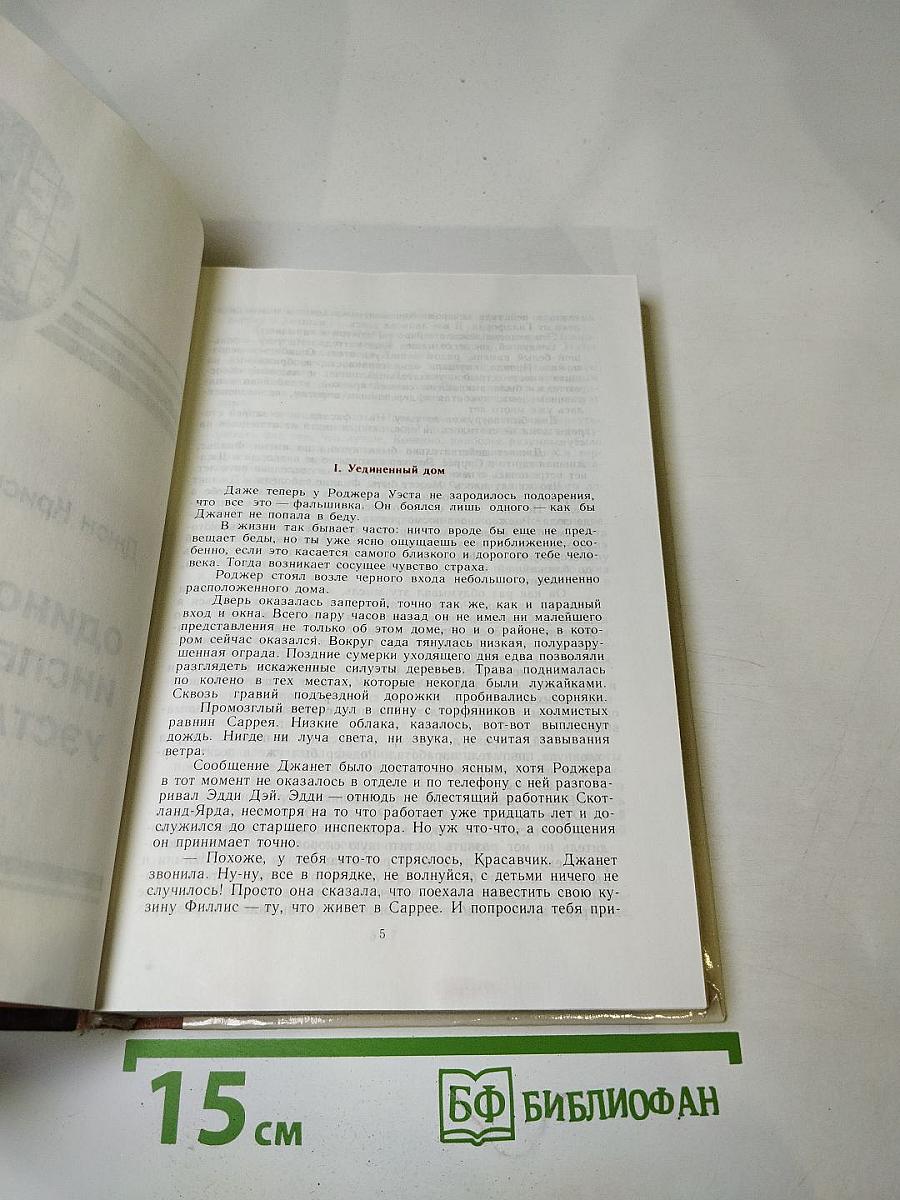 I. Уединенный дом
Даже теперь у Роджера Уэста не зародилось подозрения,
что все это — фальшивка. Он боялся лишь одного — как бы
Джанет не попала в беду.
В жизни так бывает часто: ничто вроде бы еще не пред-
вещает беды, но ты уже ясно ощущаешь ее приближение, осо-
бенно, если это касается самого близкого и дорогого тебе чело-
века. Тогда возникает сосущее чувство страха.
Роджер стоял возле черного входа небольшого, уединенно
расположенного дома.
Дверь оказалась запертой, точно так же, как и парадный
вход и окна. Всего пару часов назад он не имел ни малейшего
представления не только об этом доме, но и о районе, в кото-
ром сейчас оказался. Вокруг сада тянулась низкая, полуразру-
шенная ограда. Поздние сумерки уходящего дня едва позволяли
разглядеть искаженные силуэты деревьев. Трава поднималась
по колено в тех местах, которые некогда были лужайками.
Сквозь гравий подъездной дорожки пробивались сорняки.
Промозглый ветер дул в спину с торфяников и холмистых
равнин Саррея. Низкие облака, казалось, вот-вот выплеснут
дождь. Нигде ни луча света, ни звука, не считая завывания
ветра.
Сообщение Джанет было достаточно ясным, хотя Роджера
в тот момент не оказалось в отделе и по телефону с ней разгова-
ривал Эдди Дэй. Эдди — отнюдь не блестящий работник Скот-
ланд-Ярда, несмотря на то что работает уже тридцать лет и до-
служился до старшего инспектора. Но уж что-что, а сообщения
он принимает точно.
— Похоже, у тебя что-то стряслось, Красавчик. Джанет
звонила. Ну-ну, все в порядке, не волнуйся, с детьми ничего не
случилось! Просто она сказала, что поехала навестить свою ку-
зину Филлис — ту, что живет в Саррее. И попросила тебя при-
5
15 см
БФ БИБЛИОФАН